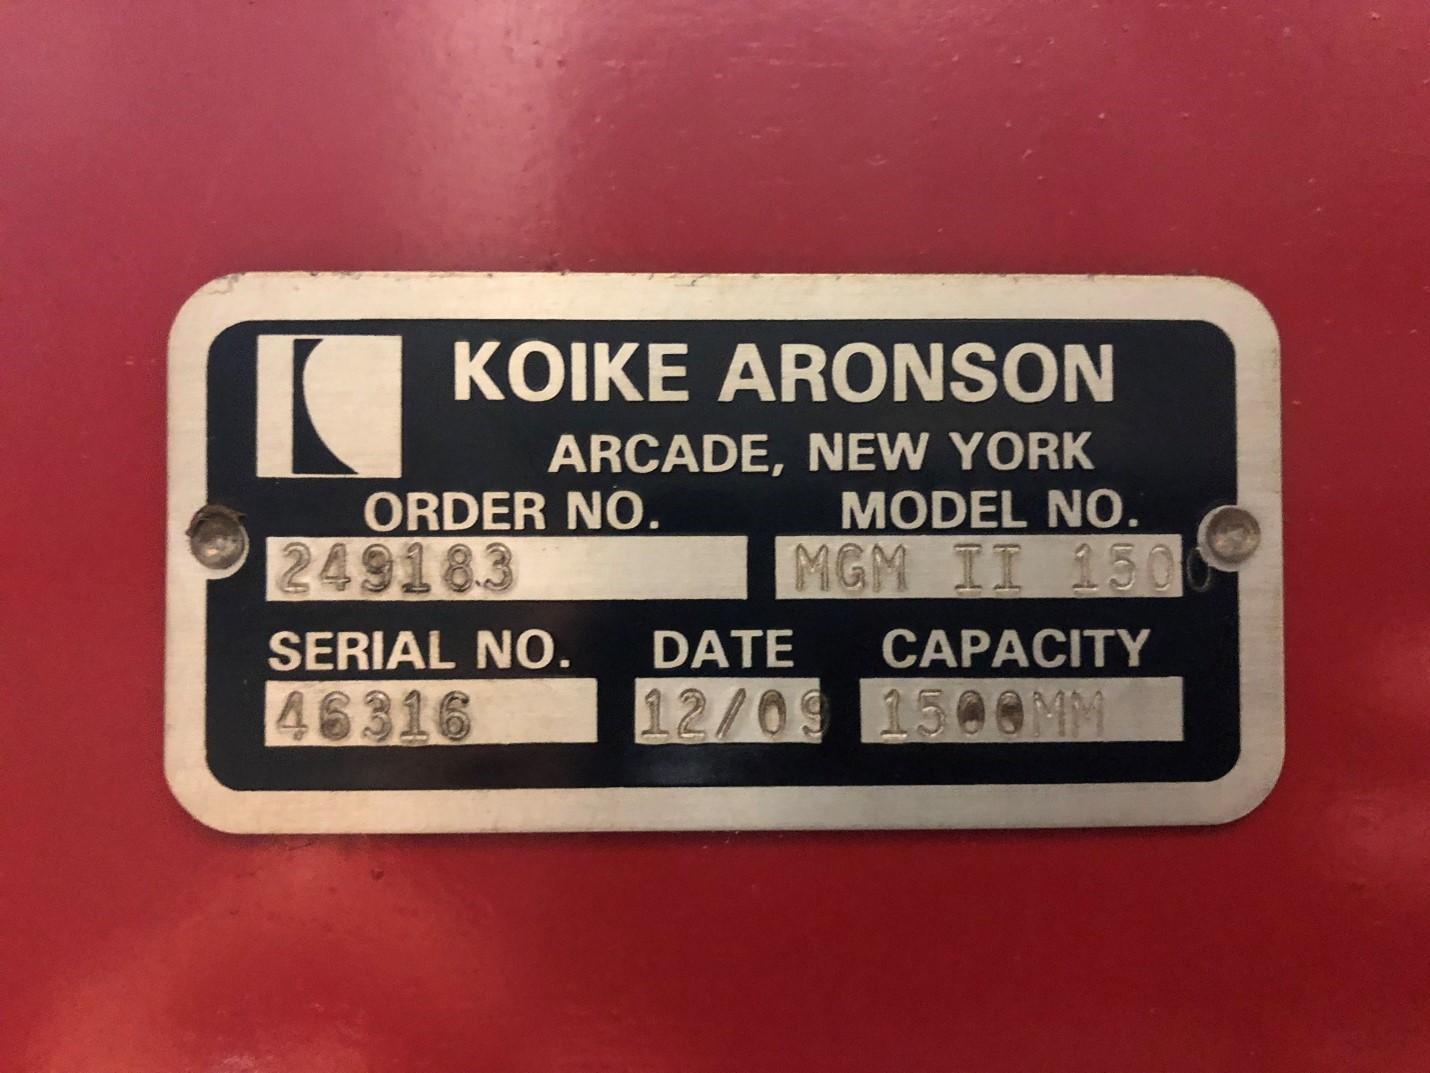 KOIKE ARONSON
ARCADE, NEW YORK
ORDER NO. MODEL NO.
249183 MGM II 1500
SERIAL NO. DATE CAPACITY
46316 12/09 1500MM